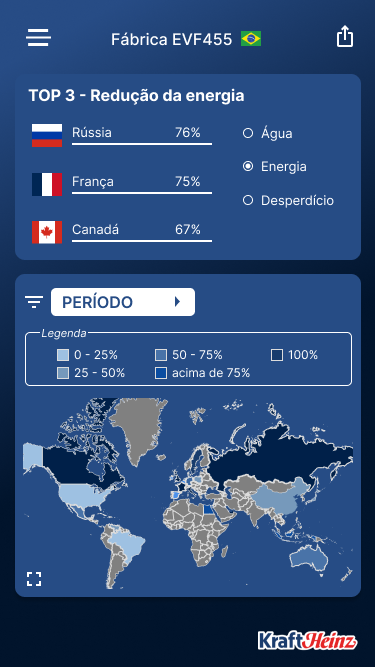 Fábrica EVF455
TOP 3 - Redução da energia
Rússia 76%
Água
Energia
França 75%
Desperdício
Canadá 67%
PERÍODO
Legenda
0 - 25% 50 - 75% 100%
25 - 50% acima de 75%
KraftHeinz